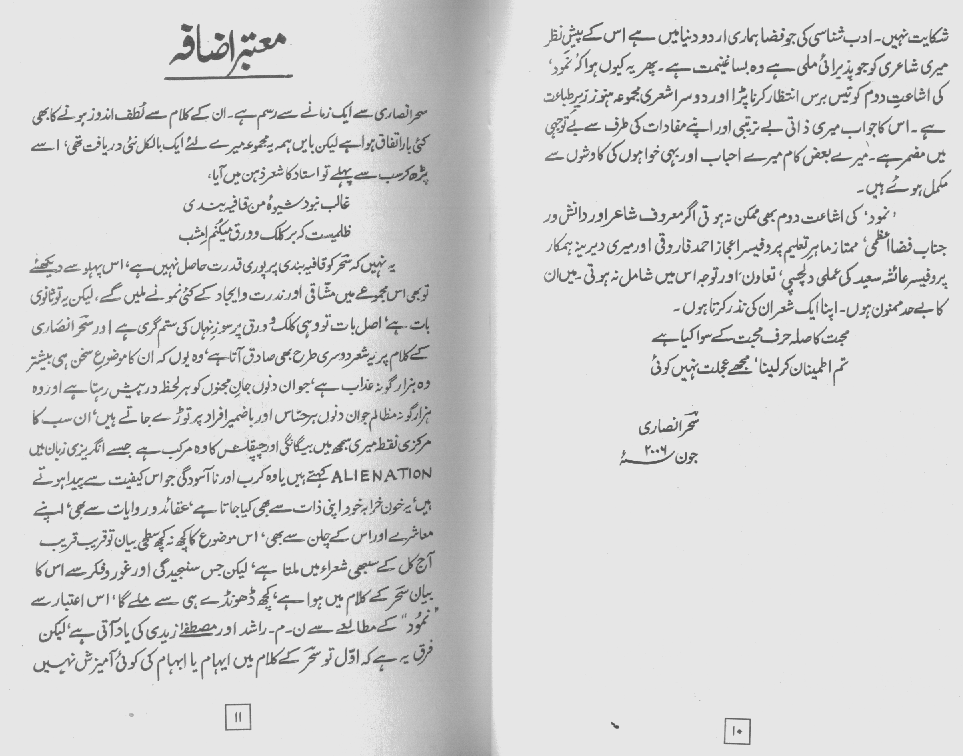 شکایت نہیں۔ ادب شناسی کی جو فضا ہماری اردو دنیا میں ہے اس کے پیش نظر
میری شاعری کو جو پذیرائی ملی ہے وہ بسا غنیمت ہے۔ پھر یہ کیوں ہوا کہ ’نمود‘
کی اشاعتِ دوم کو تیس برس انتظار کرنا پڑا اور دوسرا شعری مجموعہ ہنوز زیرِ طباعت
ہے۔ اس کا جواب میری ذاتی بے ترتیبی اور اپنے مفادات کی طرف سے بے توجہی
میں مضمر ہے۔ میرے بعض کام میرے احباب اور بہی خواہوں کی کاوشوں سے
مکمل ہوئے ہیں۔
’نمود‘ کی اشاعت دوم بھی ممکن نہ ہوتی اگر معروف شاعر اور دانش ور
جناب فضا اعظمی، ممتاز ماہرِ تعلیم پروفیسر اعجاز احمد فاروقی اور میری دیرینہ ہمکار
پروفیسر عائشہ سعید کی عملی دلچسپی، تعاون اور توجہ اس میں شامل نہ ہوتی۔ میں ان
کا بے حد ممنون ہوں۔ اپنا ایک شعر ان کی نذر کرتا ہوں۔
محبت کا صلہ حرفِ محبت کے سوا کیا ہے
تم اطمینان کرلینا، مجھے عجلت نہیں کوئی
سحر انصاری
جون ۲۰۰۶ء
۱۰
معتبر اضافہ
سحر انصاری سے ایک زمانے سے رسم ہے۔ ان کے کلام سے لُطف اندوز ہونے کا بھی
کئی بار اتفاق ہوا ہے لیکن بایں ہمہ یہ مجموعہ میرے لئے ایک بالکل نئی دریافت تھی، اسے
پڑھ کر سب سے پہلے تو استاد کا شعر ذہن میں آیا،
غالب نبود شیوۂ من قافیہ بندی
ظلمیست کہ بر کلک و ورق میکنم اِمشب
یہ نہیں کہ سحرؔ کو قافیہ بندی پر پوری قدرت حاصل نہیں ہے، اس پہلو سے دیکھئے
تو بھی اس مجموعے میں مشّاقی اور ندرت و ایجاد کے کئی نمونے ملیں گے، لیکن یہ تو ثانوی
بات ہے، اصل بات تو وہی کلک و ورق پر سوزِ نہاں کی ستم گری ہے اور سحرؔ انصاری
کے کلام پر یہ شعر دوسری طرح بھی صادق آتا ہے، وہ یوں کہ ان کا موضوعِ سخن ہی بیشتر
وہ ہزار گونہ عذاب ہے، جو ان دنوں جانِ مجنوں کو ہر لحظہ درپیش رہتا ہے اور وہ
ہزار گونہ مظالم جو ان دنوں ہر حسّاس اور باضمیر افراد پر توڑے جاتے ہیں، ان سب کا
مرکزی نقطہ میری سمجھ میں بیگانگی اور چپقلش کا وہ مرکب ہے جسے انگریزی زبان میں
ALIENATION کہتے ہیں یا وہ کرب اور ناآسودگی جو اس کیفیت سے پیدا ہوتے
ہیں، یہ خون خرابہ خود اپنی ذات سے بھی کیا جاتا ہے، عقائد و روایات سے بھی، اپنے
معاشرے اور اس کے چلن سے بھی، اس موضوع کا کچھ نہ کچھ سطحی بیان تو قریب قریب
آج کل کے سبھی شعراء میں ملتا ہے، لیکن جس سنجیدگی اور غور و فکر سے اس کا
بیان سحر کے کلام میں ہوا ہے، کچھ ڈھونڈے ہی سے ملے گا، اس اعتبار سے
”نمُود“ کے مطالعے سے ن۔م۔ راشد اور مصطفےٰ زیدی کی یاد آتی ہے، لیکن
فرق یہ ہے کہ اوّل تو سحرؔ کے کلام میں ایہام یا ابہام کی کوئی آمیزش نہیں
۱۱